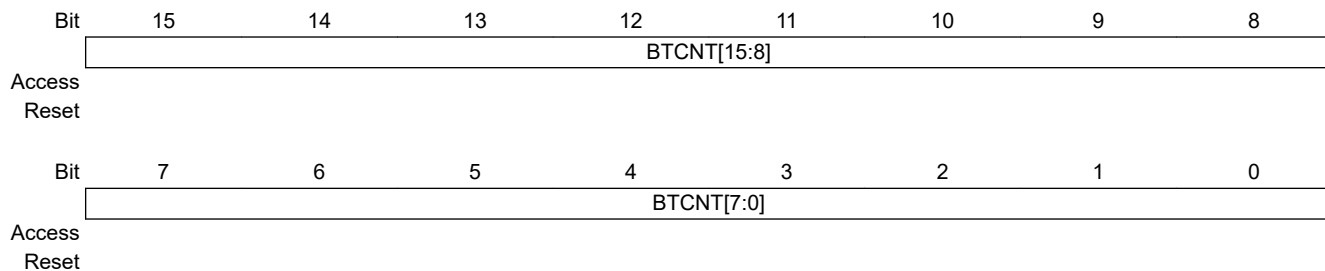 Bit 15 14 13 12 11 10 9 8
BTCNT[15:8]
Access
Reset
Bit 7 6 5 4 3 2 1 0
BTCNT[7:0]
Access
Reset